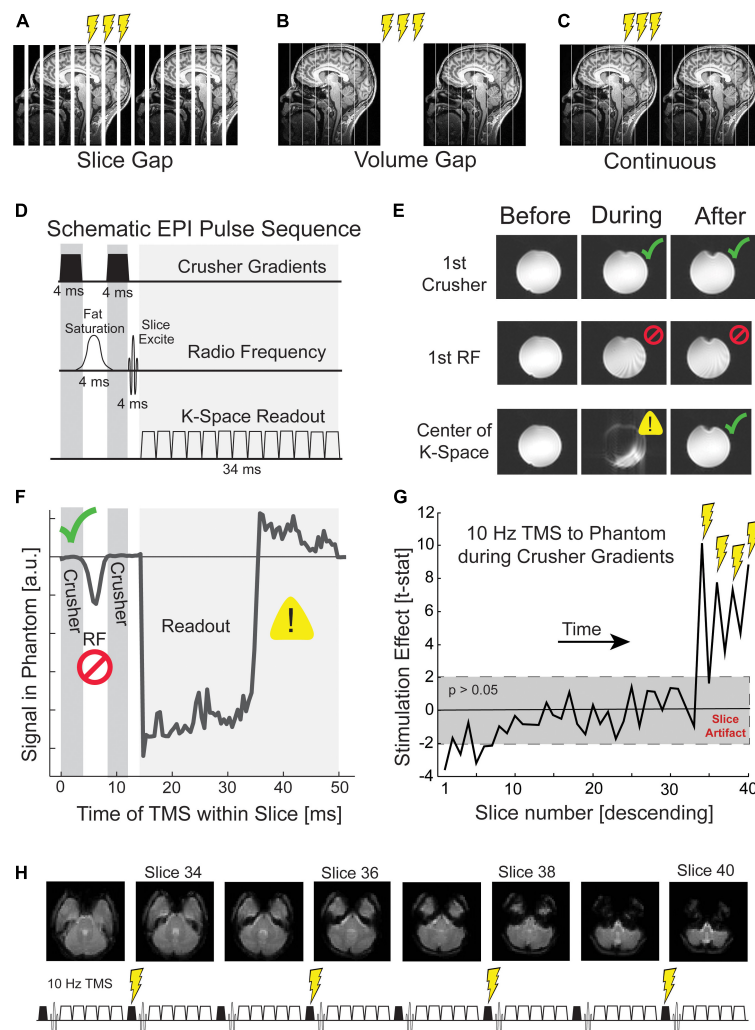 A
B
C
Slice Gap
Volume Gap
Continuous
D
Schematic EPI Pulse Sequence
Crusher Gradients
4 ms
4 ms
Fat
Saturation
Slice
Excite
Radio Frequency
4 ms
4 ms
K-Space Readout
34 ms
E
Before
During
After
1st
Crusher
1st RF
Center of
K-Space
!
F
Signal in Phantom [a.u.]
Crusher
RF
Crusher
Readout
!
0
10
20
30
40
50
Time of TMS within Slice [ms]
G
10 Hz TMS to Phantom
during Crusher Gradients
Stimulation Effect [t-stat]
12
10
8
6
4
2
0
-2
-4
Time
p > 0.05
Slice
Artifact
1
10
20
30
40
Slice number [descending]
H
Slice 34
Slice 36
Slice 38
Slice 40
10 Hz TMS